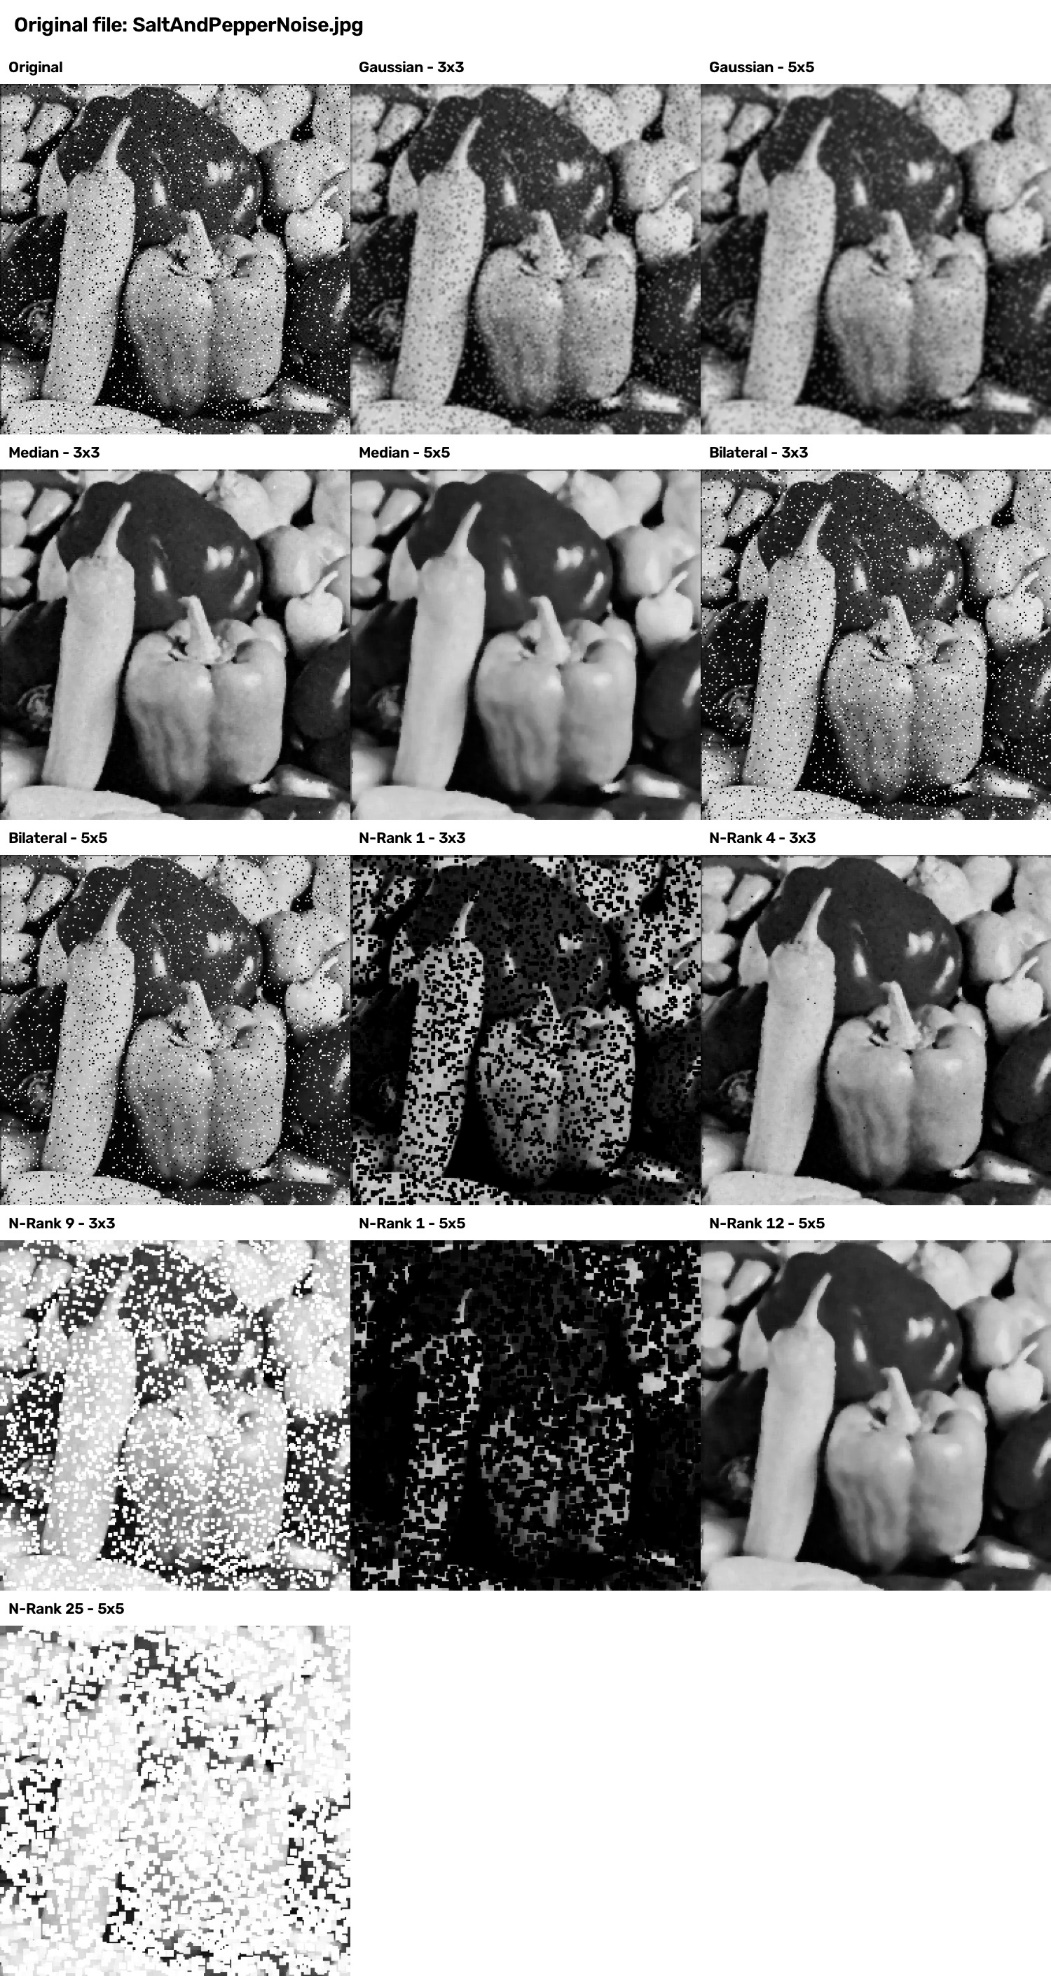 Original file: SaltAndPepperNoise.jpg
Original
Gaussian - 3x3
Gaussian - 5x5
Median - 3x3
Median - 5x5
Bilateral - 3x3
Bilateral - 5x5
N-Rank 1 - 3x3
N-Rank 4 - 3x3
N-Rank 9 - 3x3
N-Rank 1 - 5x5
N-Rank 12 - 5x5
N-Rank 25 - 5x5